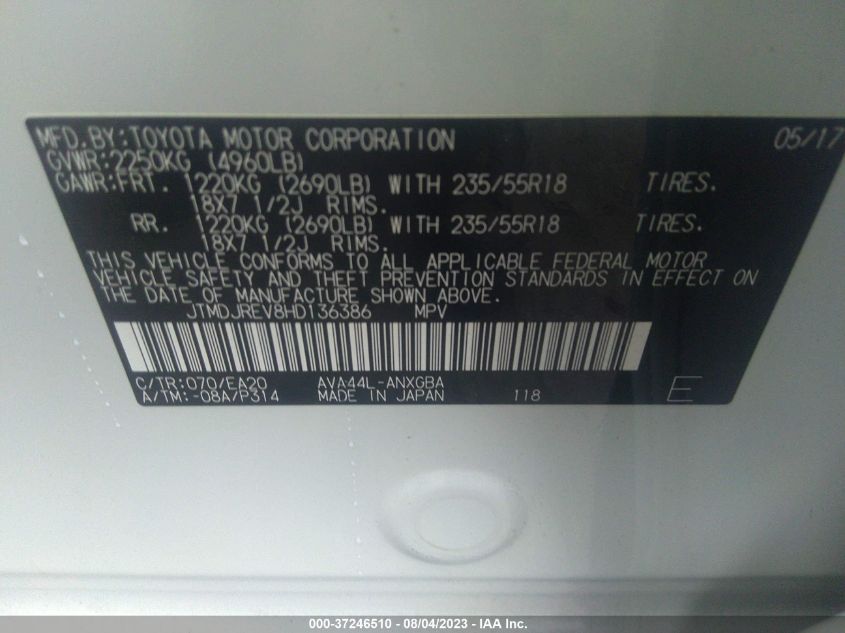 MFD.BY:TOYOTA MOTOR CORPORATION 05/17
GVWR:2250KG (4960LB)
GAWR:FRT. 1220KG (2690LB) WITH 235/55R18 TIRES.
18X7 1/2J RIMS.
RR. 1220KG (2690LB) WITH 235/55R18 TIRES.
18X7 1/2J RIMS.
THIS VEHICLE CONFORMS TO ALL APPLICABLE FEDERAL MOTOR
VEHICLE SAFETY AND THEFT PREVENTION STANDARDS IN EFFECT ON
THE DATE OF MANUFACTURE SHOWN ABOVE.
JTMDJREV8HD136386 MPV
C/TR:070/EA20 AVA44L-ANXGBA
A/TM:-08A/P314 MADE IN JAPAN 118 E
000-37246510 - 08/04/2023 - IAA Inc.